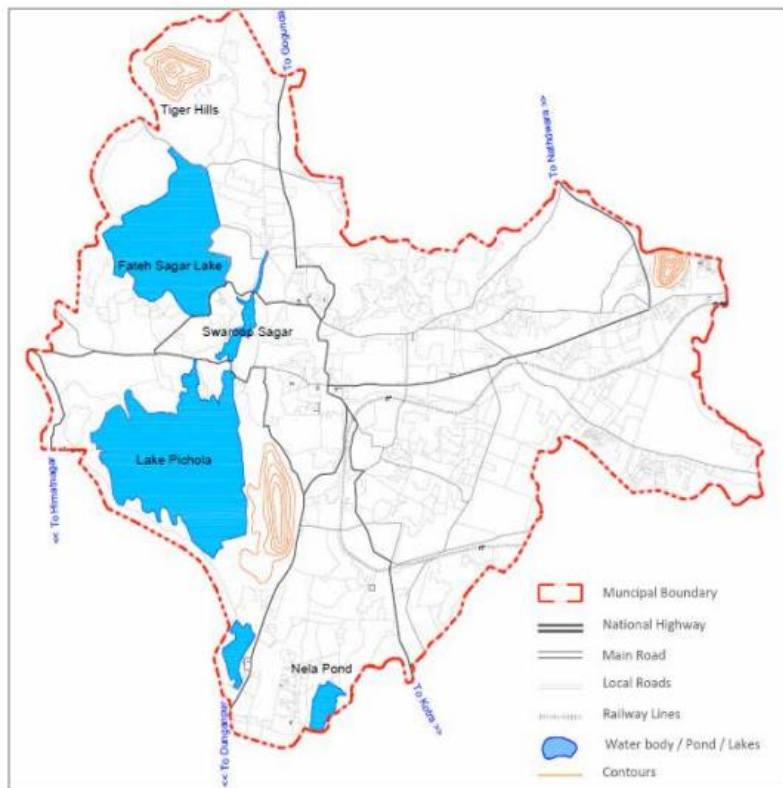 To Gogunda
Tiger Hills
To Nathdwara >>
Fateh Sagar Lake
Swaroop Sagar
Lake Pichola
<< To Himatnagar
Nela Pond
<< To Dungarpur
To Kotra >>
Muncipal Boundary
National Highway
Main Road
Local Roads
Railway Lines
Water body / Pond / Lakes
Contours